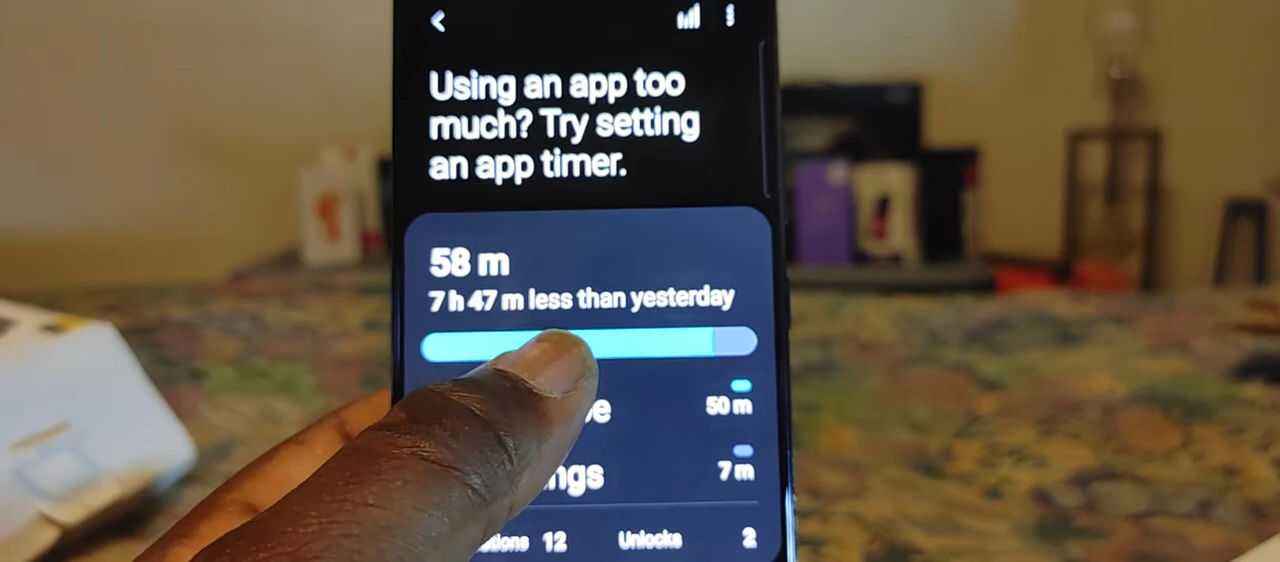 Using an app too
much? Try setting
an app timer.
58 m
7 h 47 m less than yesterday
50 m
7 m
12 Unlocks 2